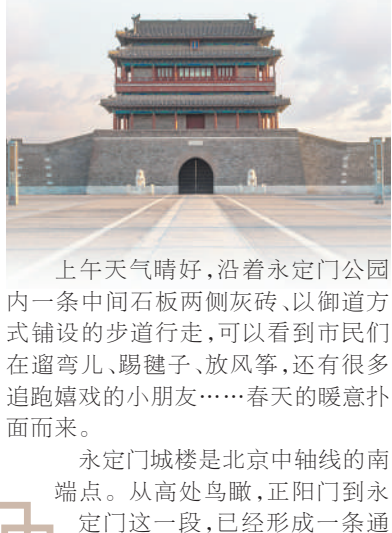 上午天气晴好,沿着永定门公园
内一条中间石板两侧灰砖、以御道方
式铺设的步道行走,可以看到市民们
在遛弯儿、踢毽子、放风筝,还有很多
追跑嬉戏的小朋友……春天的暖意扑
面而来。
永定门城楼是北京中轴线的南
端点。从高处鸟瞰,正阳门到永
定门这一段,已经形成一条通